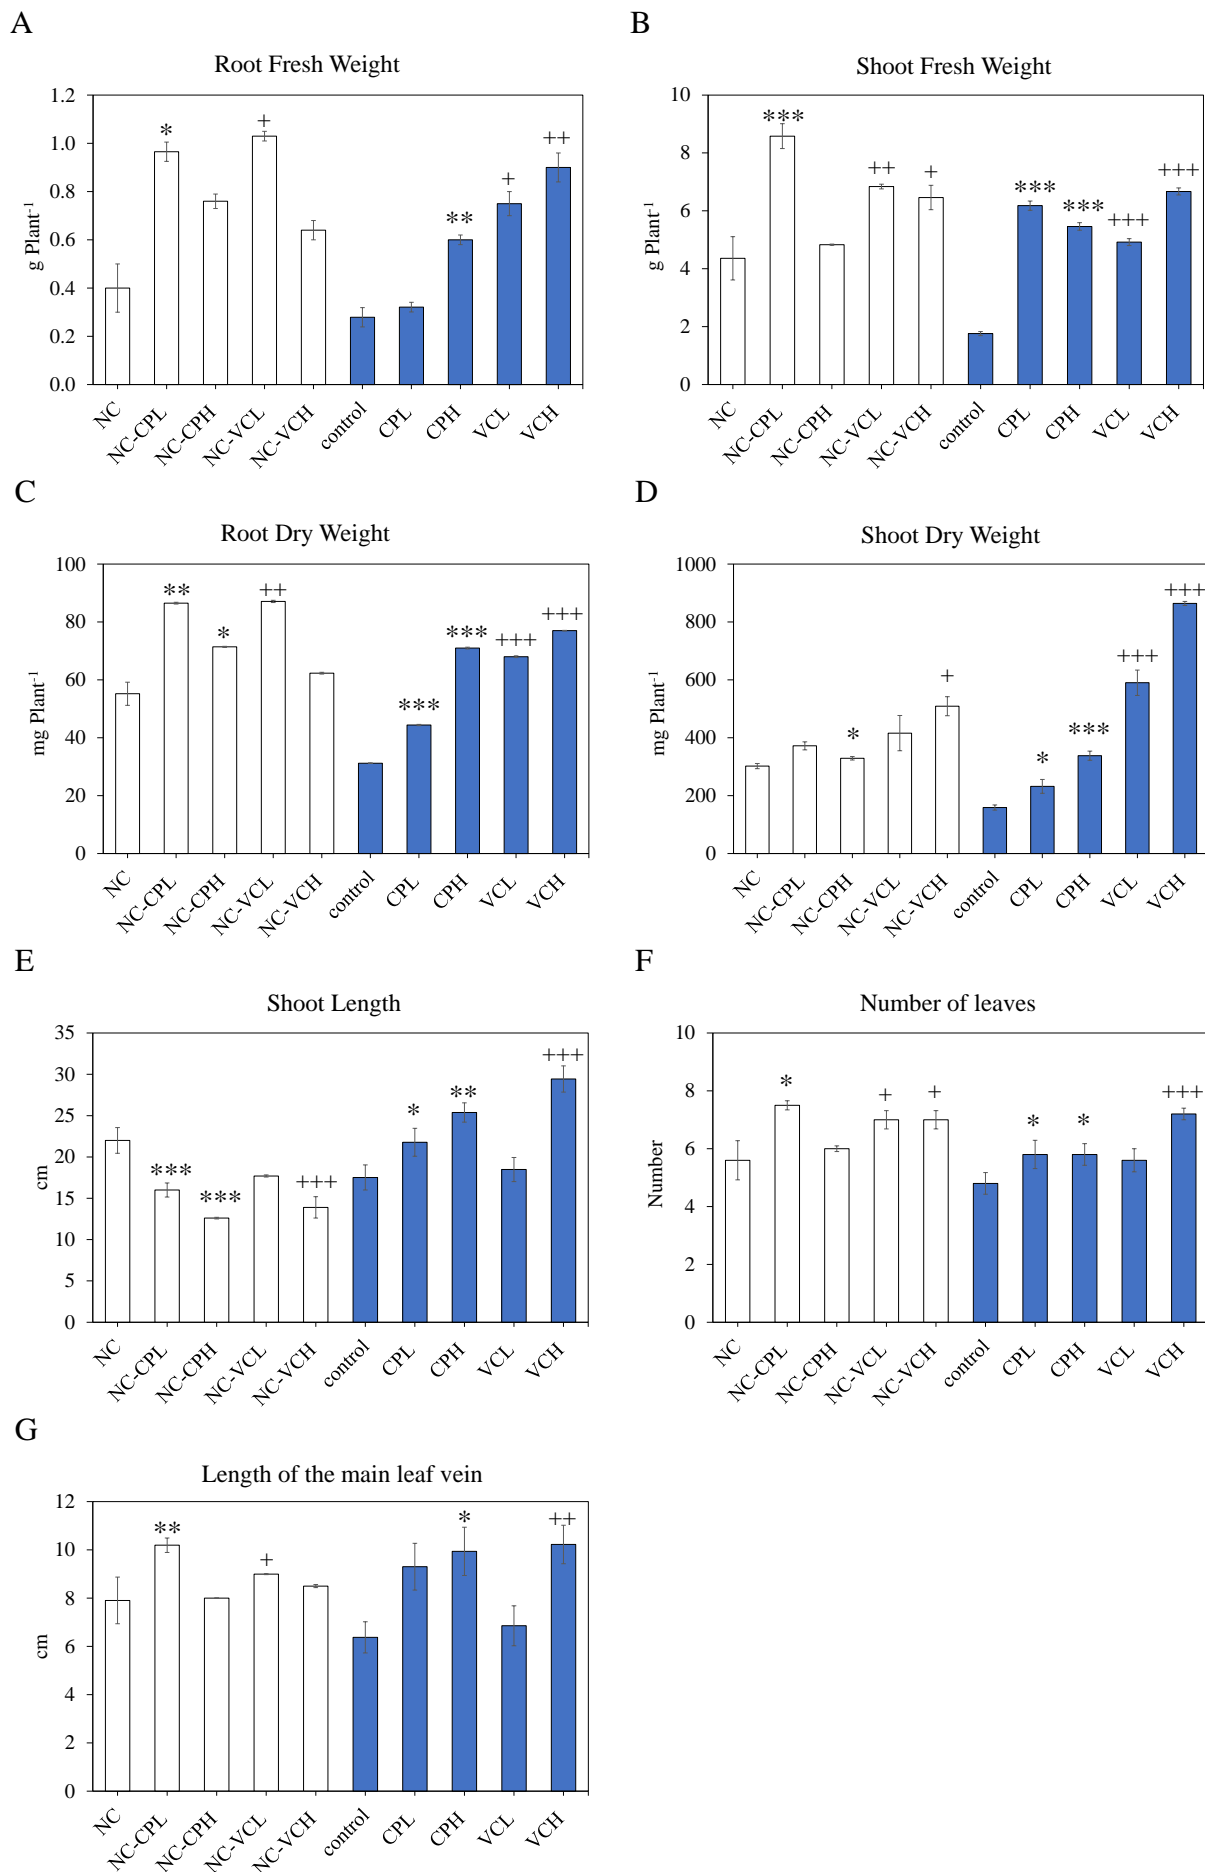 A
Root Fresh Weight
g Plant⁻¹
1.2
1.0
0.8
0.6
0.4
0.2
0.0
*
+
**
+
++
NC
NC-CPL
NC-CPH
NC-VCL
NC-VCH
control
CPL
CPH
VCL
VCH
B
Shoot Fresh Weight
g Plant⁻¹
10
8
6
4
2
0
***
++
+
***
***
+++
+++
NC
NC-CPL
NC-CPH
NC-VCL
NC-VCH
control
CPL
CPH
VCL
VCH
C
Root Dry Weight
mg Plant⁻¹
100
80
60
40
20
0
**
*
++
***
***
+++
+++
NC
NC-CPL
NC-CPH
NC-VCL
NC-VCH
control
CPL
CPH
VCL
VCH
D
Shoot Dry Weight
mg Plant⁻¹
1000
800
600
400
200
0
*
+
*
***
+++
+++
NC
NC-CPL
NC-CPH
NC-VCL
NC-VCH
control
CPL
CPH
VCL
VCH
E
Shoot Length
cm
35
30
25
20
15
10
5
0
***
***
+++
*
**
+++
NC
NC-CPL
NC-CPH
NC-VCL
NC-VCH
control
CPL
CPH
VCL
VCH
F
Number of leaves
Number
10
8
6
4
2
0
*
+
+
*
*
+++
NC
NC-CPL
NC-CPH
NC-VCL
NC-VCH
control
CPL
CPH
VCL
VCH
G
Length of the main leaf vein
cm
12
10
8
6
4
2
0
**
+
*
++
NC
NC-CPL
NC-CPH
NC-VCL
NC-VCH
control
CPL
CPH
VCL
VCH